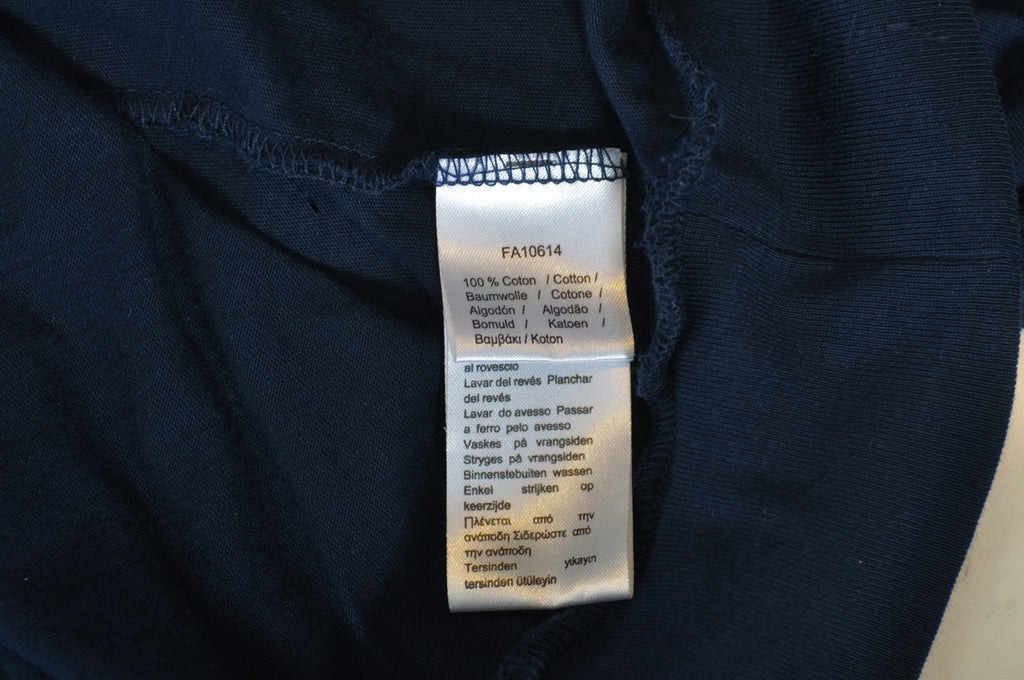 FA10614
100 % Coton / Cotton /
Baumwolle / Cotone /
Algodón / Algodão /
Bomuld / Katoen /
Βαμβάκι / Koton
al rovescio
Lavar del revés Planchar
del revés
Lavar do avesso Passar
a ferro pelo avesso
Vaskes på vrangsiden
Stryges på vrangsiden
Binnenstebuiten wassen
Enkel strijken op
keerzijde
Πλένεται από την
ανάποδη Σιδερώστε από
την ανάποδη
Tersinden yıkayın
tersinden ütüleyin